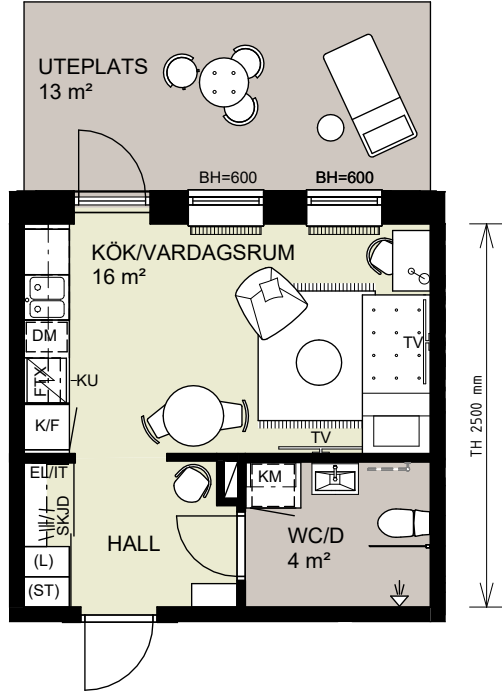 UTEPLATS
13 m²
BH=600
BH=600
KÖK/VARDAGSRUM
16 m²
DM
TV
FTX
KU
K/F
TV
TH 2500 mm
EL/IT
KM
SKJD
HALL
WC/D
4 m²
(L)
(ST)